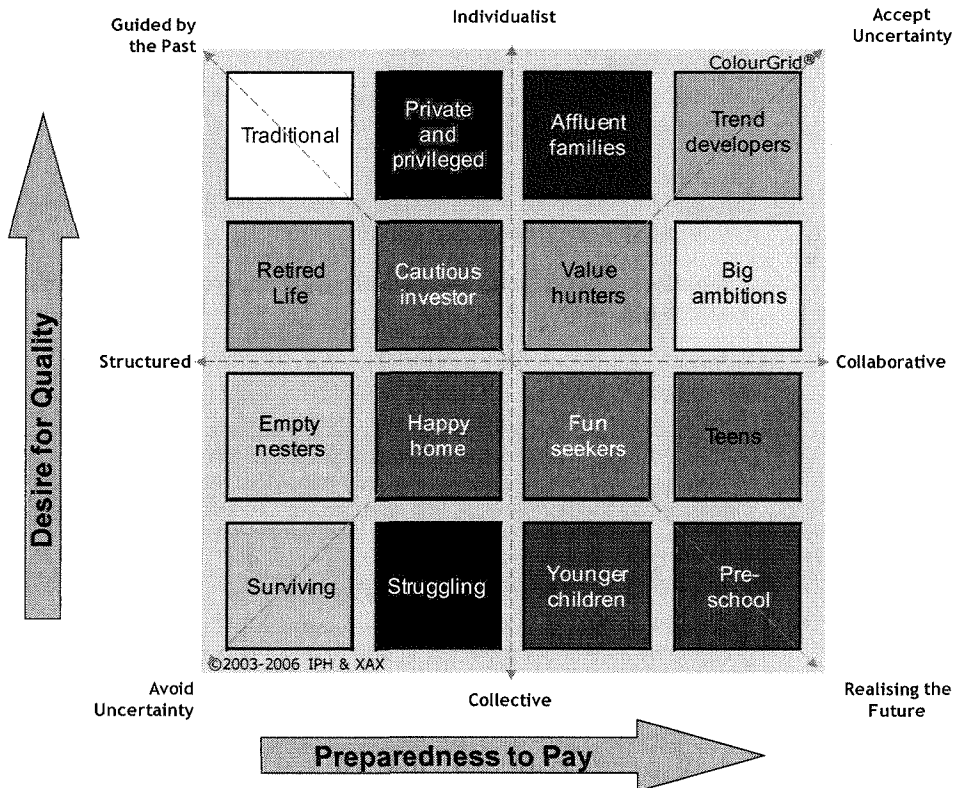 Individualist
Guided by
the Past
Accept
Uncertainty
ColourGrid®
Traditional
Private
and
privileged
Affluent
families
Trend
developers
Retired
Life
Cautious
investor
Value
hunters
Big
ambitions
Structured
Collaborative
Empty
nesters
Happy
home
Fun
seekers
Teens
Surviving
Struggling
Younger
children
Pre-
school
©2003-2006 IPH & XAX
Avoid
Uncertainty
Collective
Realising the
Future
Desire for Quality
Preparedness to Pay